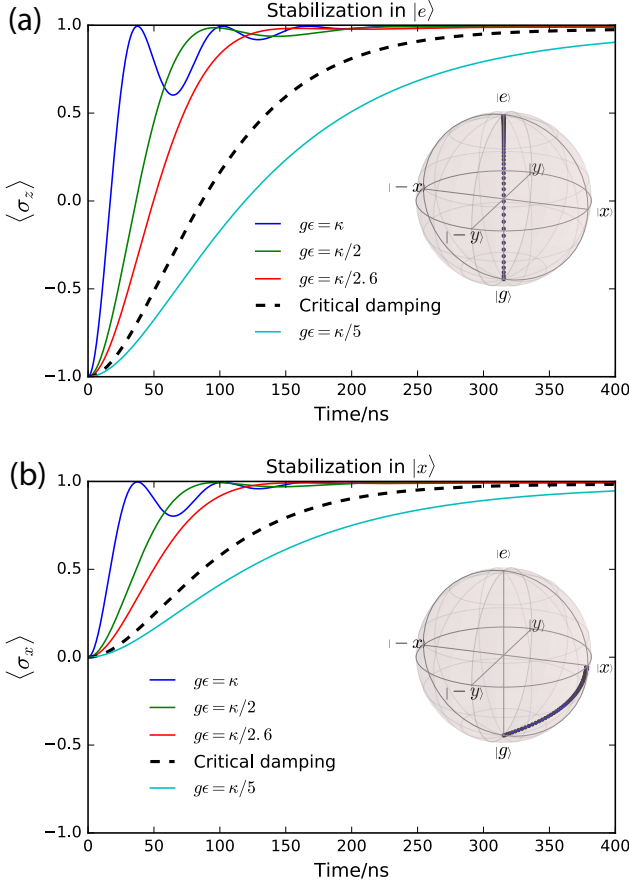 (a)
Stabilization in |e⟩
1.0
0.5
0.0
−0.5
−1.0
⟨σz⟩
gϵ = κ
gϵ = κ/2
gϵ = κ/2.6
Critical damping
gϵ = κ/5
|e⟩
|y⟩
|−x⟩
|x⟩
|−y⟩
|g⟩
0 50 100 150 200 250 300 350 400
Time/ns
(b)
Stabilization in |x⟩
1.0
0.5
0.0
−0.5
−1.0
⟨σx⟩
gϵ = κ
gϵ = κ/2
gϵ = κ/2.6
Critical damping
gϵ = κ/5
|e⟩
|y⟩
|−x⟩
|x⟩
|−y⟩
|g⟩
0 50 100 150 200 250 300 350 400
Time/ns